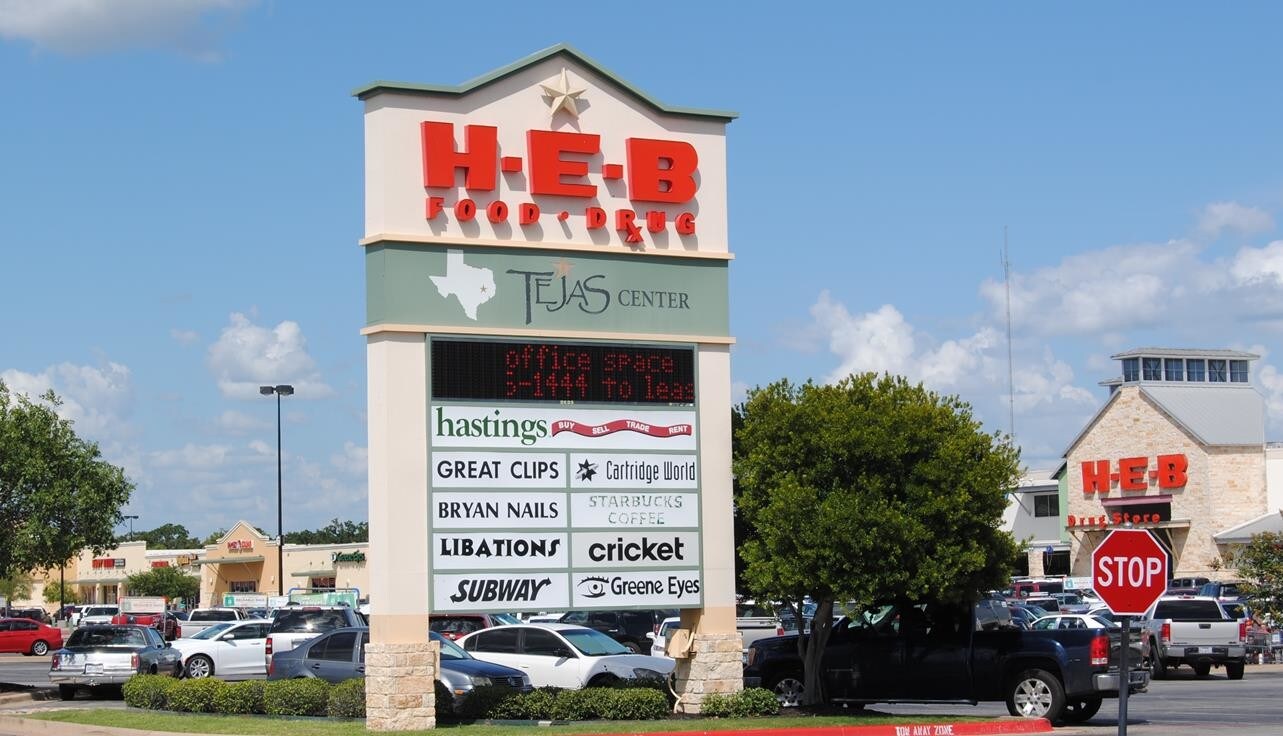 H-E-B
FOOD · DRUG
TEJAS CENTER
office space
-1444 to leas
hastings BUY SELL TRADE RENT
GREAT CLIPS
Cartridge World
BRYAN NAILS
STARBUCKS
COFFEE
LIBATIONS
cricket
SUBWAY
Greene Eyes
H-E-B
Drug Store
STOP
TOW AWAY ZONE